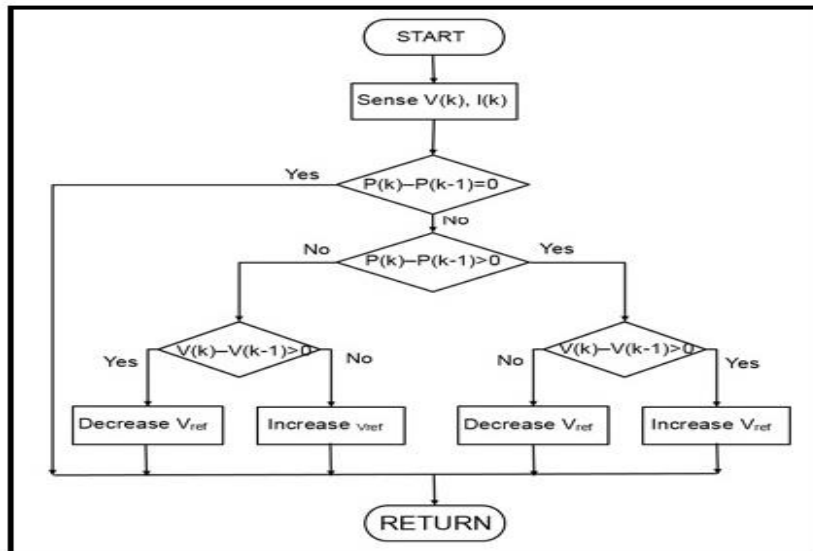 START
Sense V(k), I(k)
Yes
P(k)–P(k-1)=0
No
No
P(k)–P(k-1)>0
Yes
Yes
V(k)–V(k-1)>0
No
No
V(k)–V(k-1)>0
Yes
Decrease Vref
Increase Vref
Decrease Vref
Increase Vref
RETURN